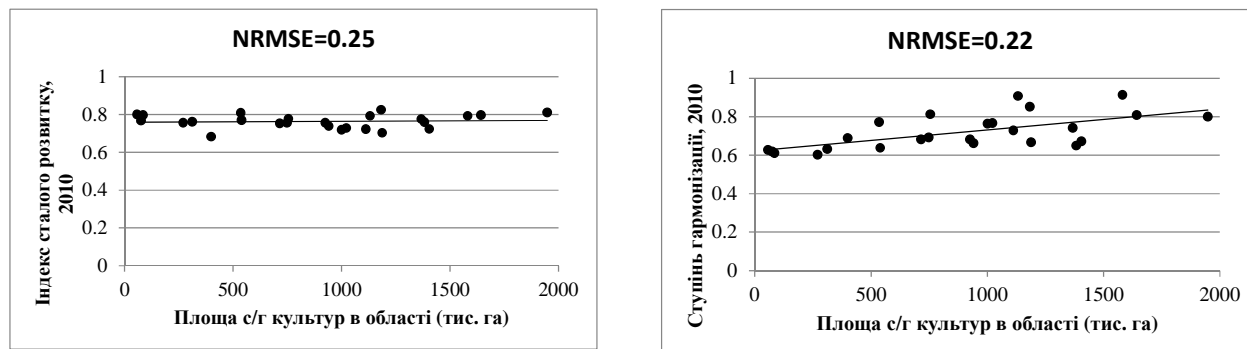 NRMSE=0.25
1
0.8
0.6
0.4
0.2
0
0 500 1000 1500 2000
Індекс сталого розвитку,
2010
Площа с/г культур в області (тис. га)
NRMSE=0.22
1
0.8
0.6
0.4
0.2
0
0 500 1000 1500 2000
Ступінь гармонізації, 2010
Площа с/г культур в області (тис. га)